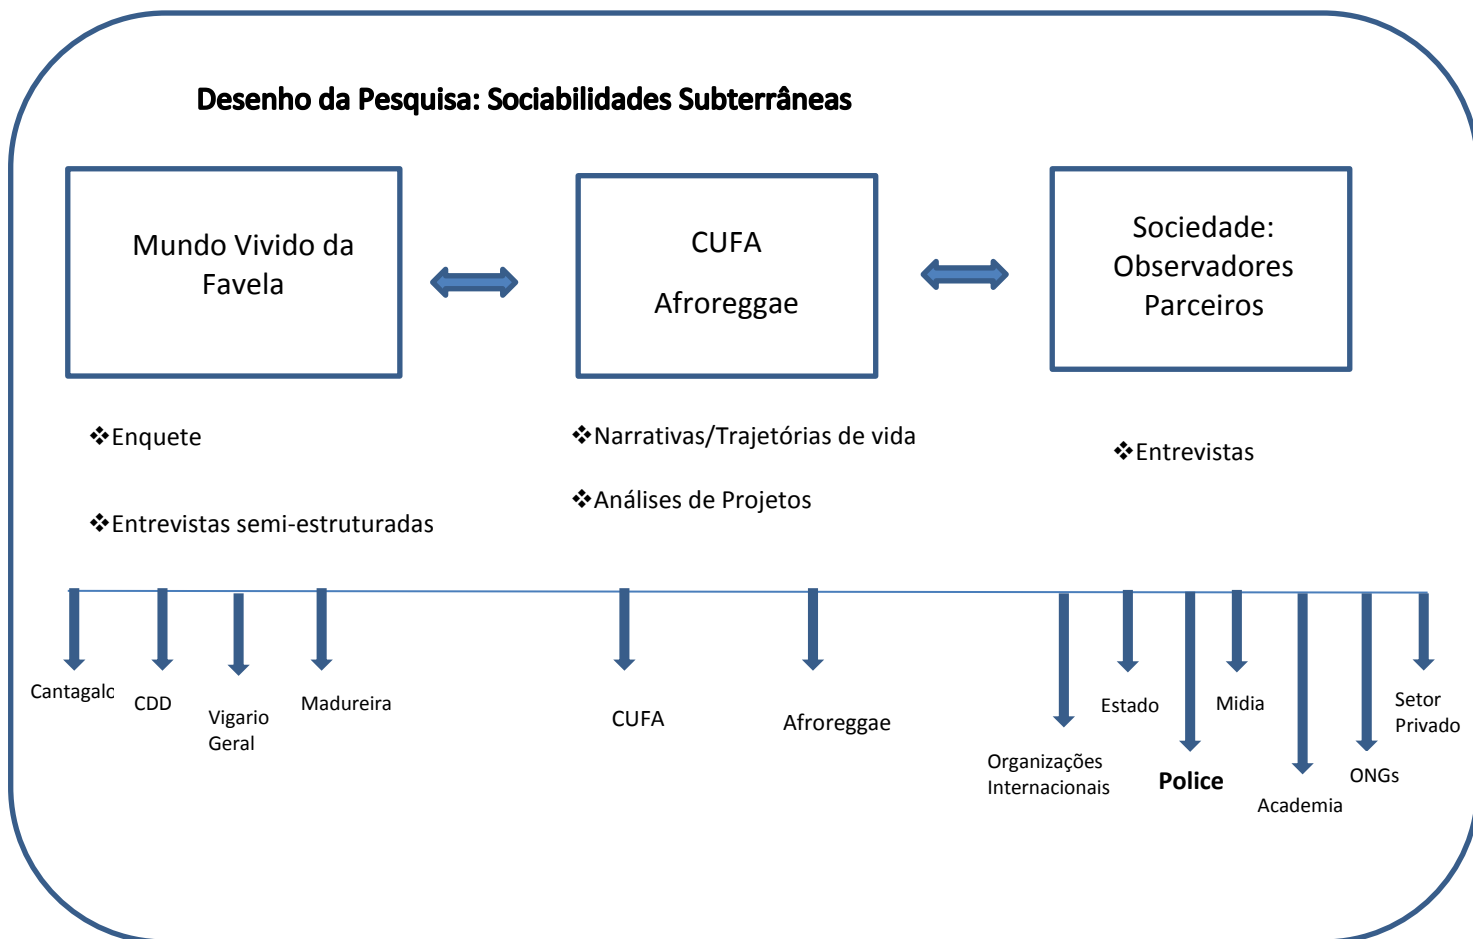 Desenho da Pesquisa: Sociabilidades Subterrâneas
Mundo Vivido da
Favela
CUFA
Afroreggae
Sociedade:
Observadores
Parceiros
❖Enquete
❖Entrevistas semi-estruturadas
❖Narrativas/Trajetórias de vida
❖Análises de Projetos
❖Entrevistas
Cantagalo
CDD
Vigario
Geral
Madureira
CUFA
Afroreggae
Organizações
Internacionais
Estado
Police
Midia
Academia
ONGs
Setor
Privado